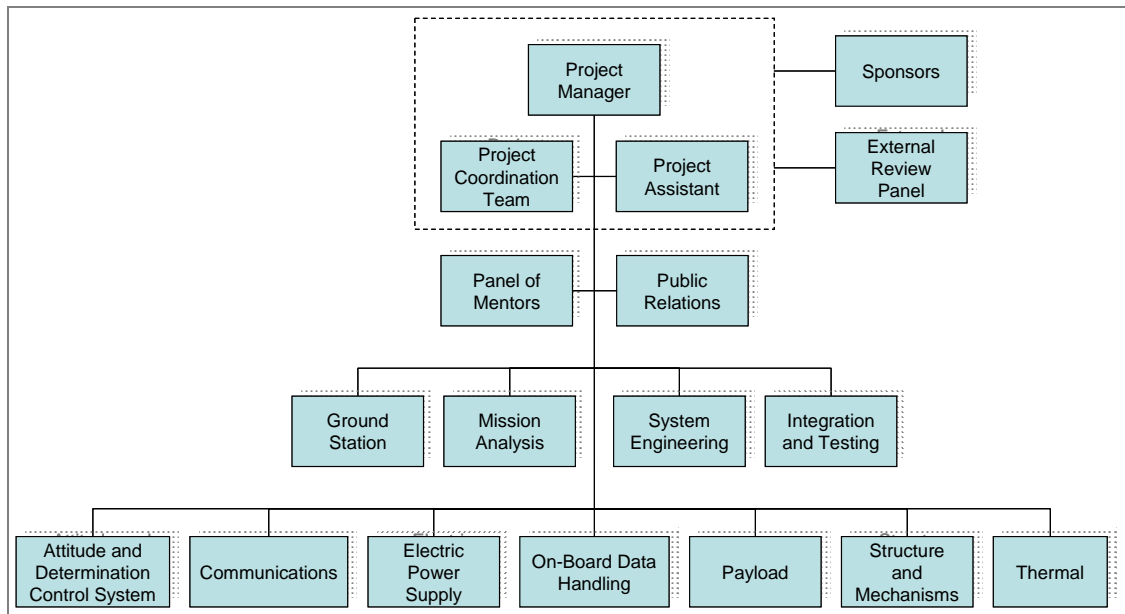 Project
Manager
Sponsors
Project
Coordination
Team
Project
Assistant
External
Review
Panel
Panel of
Mentors
Public
Relations
Ground
Station
Mission
Analysis
System
Engineering
Integration
and Testing
Attitude and
Determination
Control System
Communications
Electric
Power
Supply
On-Board Data
Handling
Payload
Structure
and
Mechanisms
Thermal